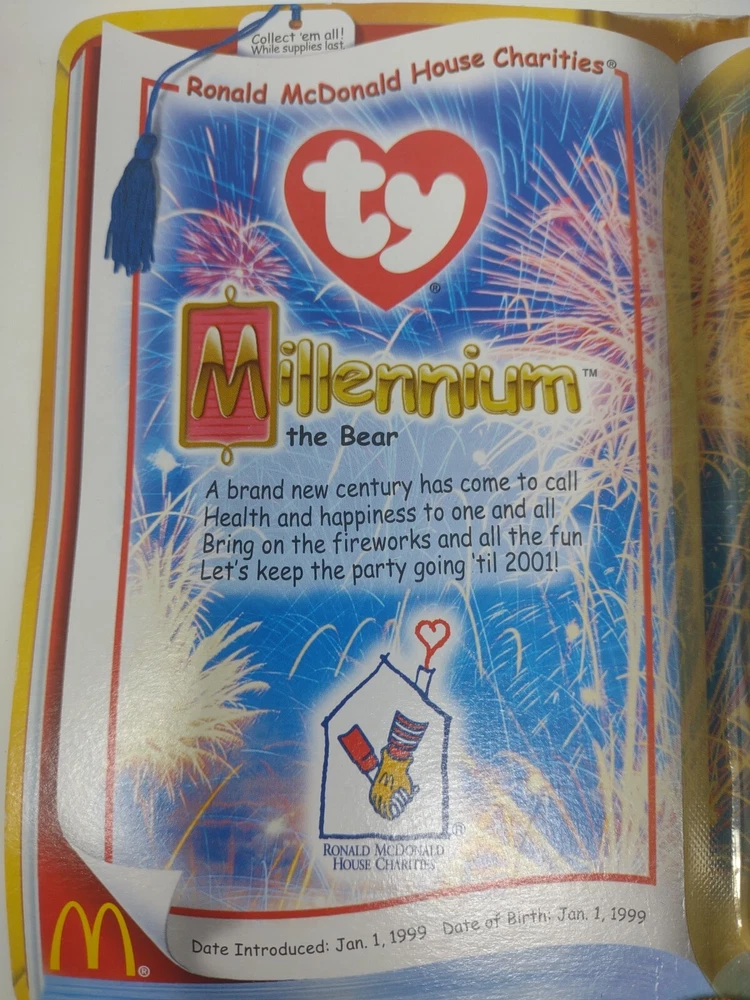 Collect 'em all!
While supplies last.
Ronald McDonald House Charities®
ty
®
Millennium™
the Bear
A brand new century has come to call
Health and happiness to one and all
Bring on the fireworks and all the fun
Let's keep the party going 'til 2001!
RONALD MCDONALD
HOUSE CHARITIES
®
M®
Date Introduced: Jan. 1, 1999 Date of Birth: Jan. 1, 1999